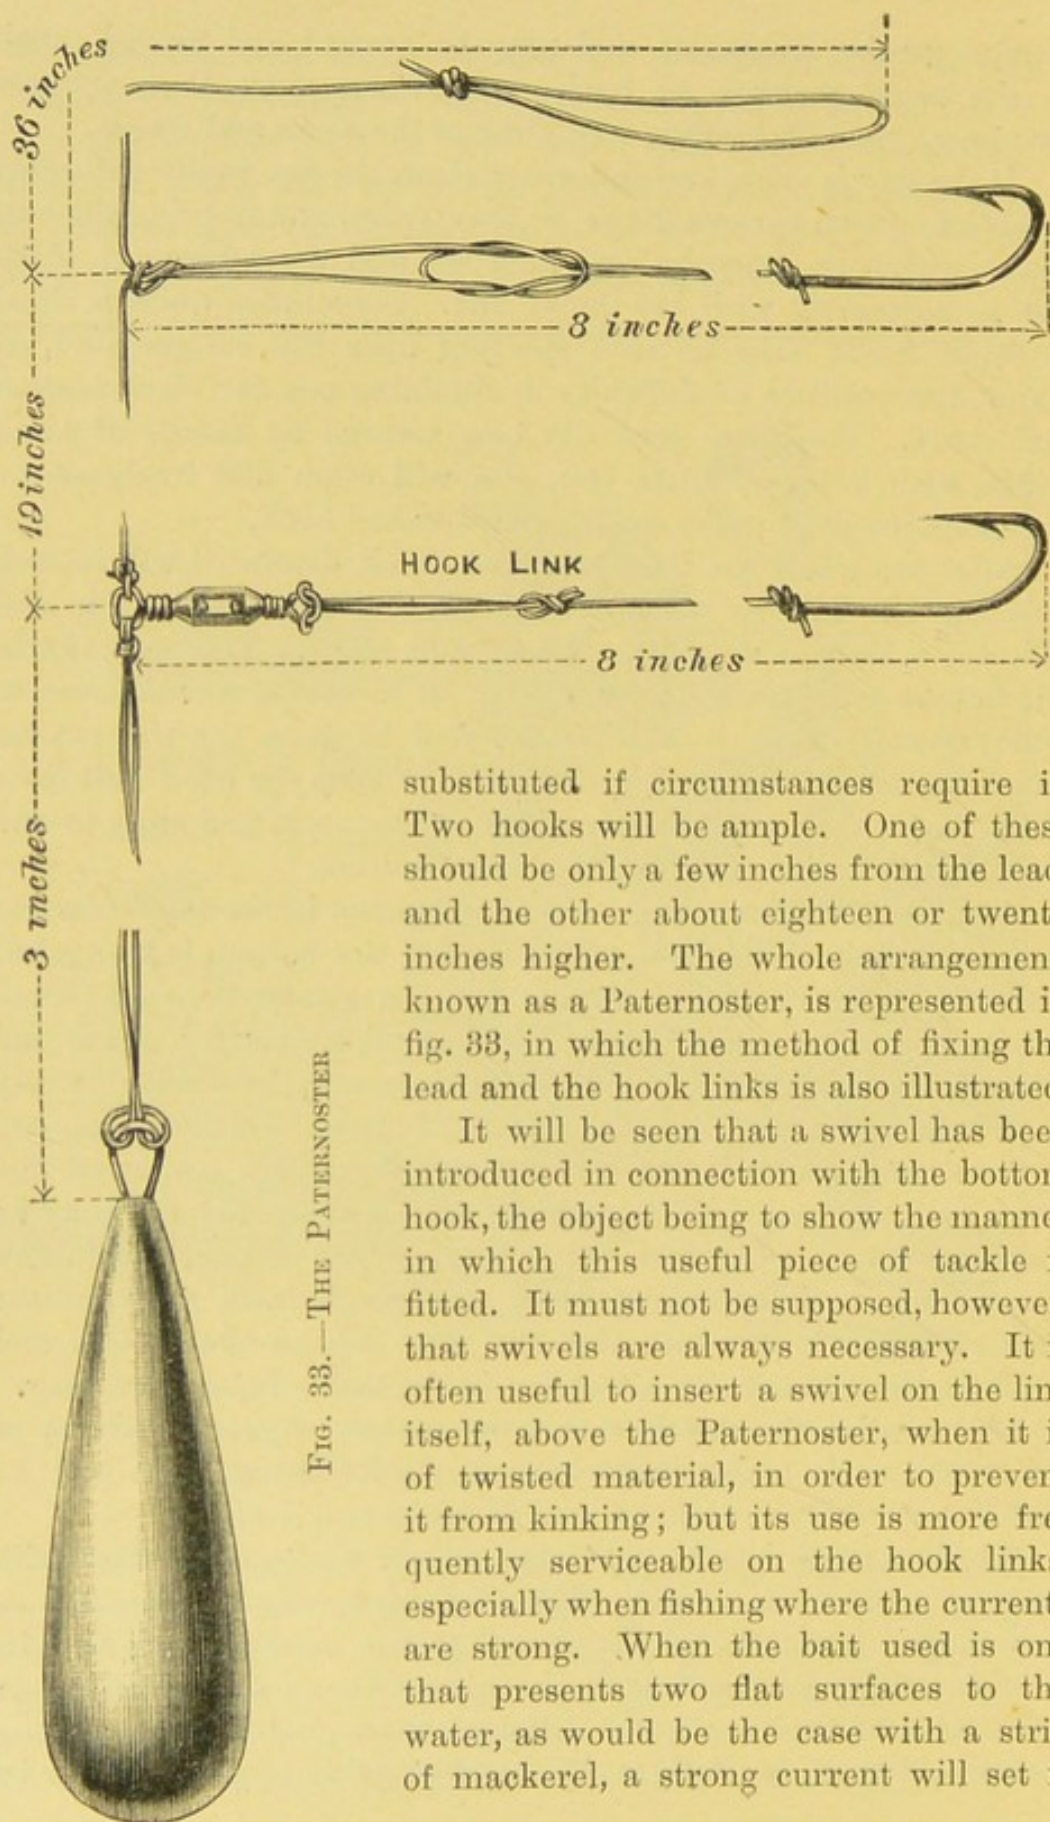 36 inches
8 inches
19 inches
HOOK LINK
8 inches
3 inches
FIG. 33.—THE PATERNOSTER
substituted if circumstances require i
Two hooks will be ample. One of thes
should be only a few inches from the lead
and the other about eighteen or twent
inches higher. The whole arrangemen
known as a Paternoster, is represented i
fig. 33, in which the method of fixing th
lead and the hook links is also illustrated
It will be seen that a swivel has bee
introduced in connection with the bottom
hook, the object being to show the manne
in which this useful piece of tackle i
fitted. It must not be supposed, however
that swivels are always necessary. It i
often useful to insert a swivel on the lin
itself, above the Paternoster, when it i
of twisted material, in order to preven
it from kinking; but its use is more fre
quently serviceable on the hook links
especially when fishing where the current
are strong. When the bait used is on
that presents two flat surfaces to th
water, as would be the case with a stri
of mackerel, a strong current will set i